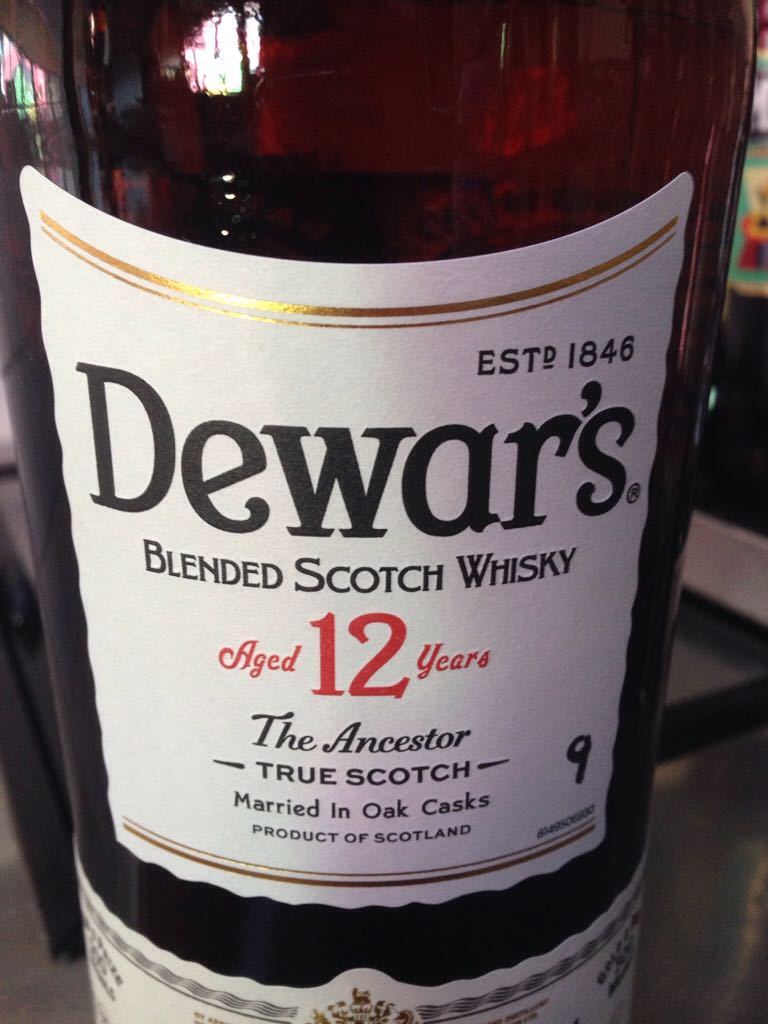 ESTD 1846
Dewar's®
BLENDED SCOTCH WHISKY
Aged 12 Years
The Ancestor
TRUE SCOTCH
9
Married In Oak Casks
PRODUCT OF SCOTLAND
8149506930